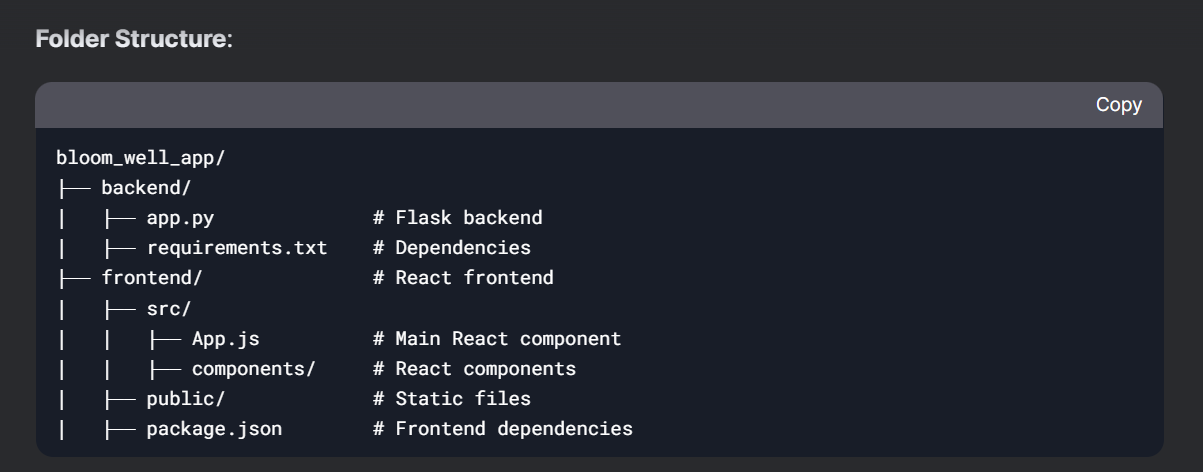 Folder Structure:
Copy
bloom_well_app/
├── backend/
│   ├── app.py              # Flask backend
│   ├── requirements.txt    # Dependencies
├── frontend/               # React frontend
│   ├── src/
│   │   ├── App.js          # Main React component
│   │   ├── components/     # React components
│   ├── public/             # Static files
│   ├── package.json        # Frontend dependencies